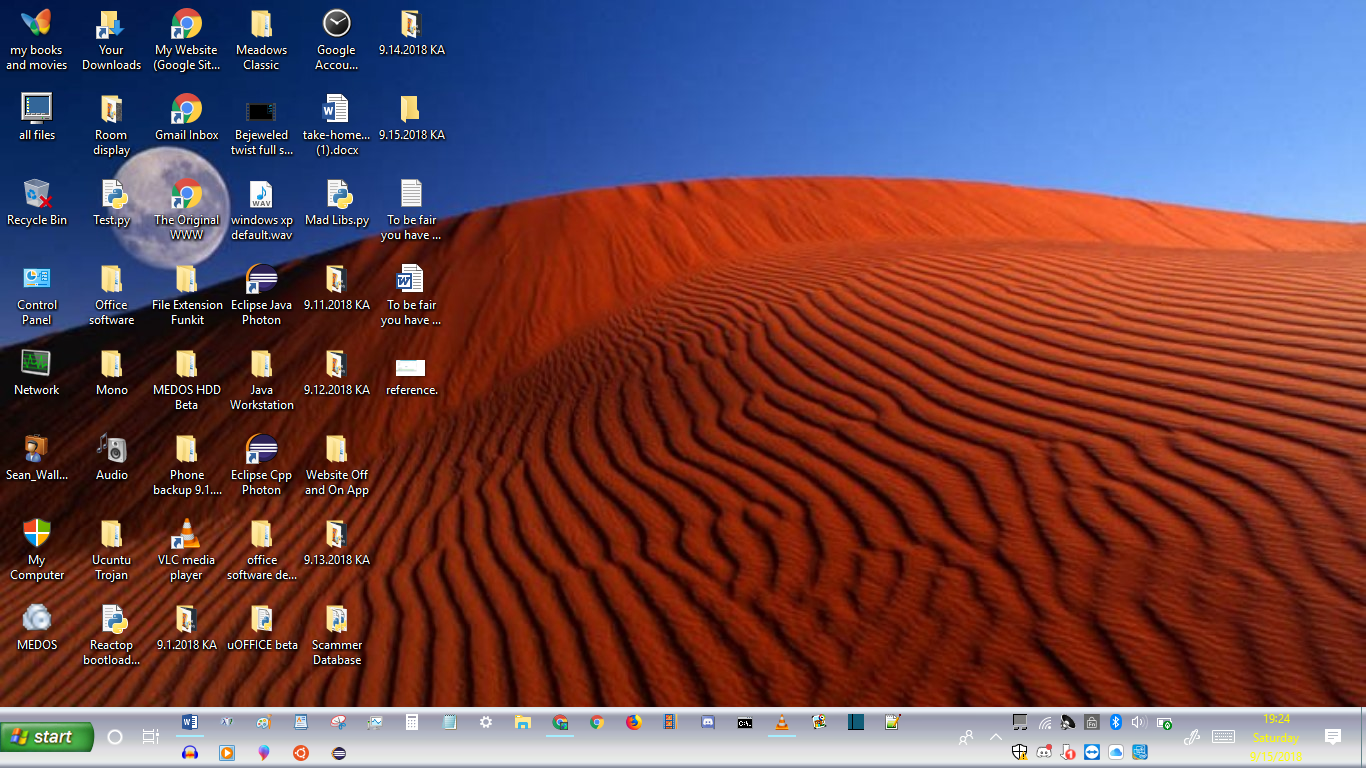 my books
and movies
Your
Downloads
My Website
(Google Sit...
Meadows
Classic
Google
Accou...
9.14.2018 KA
all files
Room
display
Gmail Inbox
Bejeweled
twist full s...
take-home...
(1).docx
9.15.2018 KA
Recycle Bin
Test.py
The Original
WWW
WAV
windows xp
default.wav
Mad Libs.py
To be fair
you have ...
Control
Panel
Office
software
File Extension
Funkit
Eclipse Java
Photon
9.11.2018 KA
To be fair
you have ...
Network
Mono
MEDOS HDD
Beta
Java
Workstation
9.12.2018 KA
reference.
Sean_Wall...
Audio
Phone
backup 9.1....
Eclipse Cpp
Photon
Website Off
and On App
My
Computer
Ucuntu
Trojan
VLC media
player
office
software de...
9.13.2018 KA
MEDOS
Reactop
bootload...
9.1.2018 KA
uOFFICE beta
Scammer
Database
start
19:24
Saturday
9/15/2018